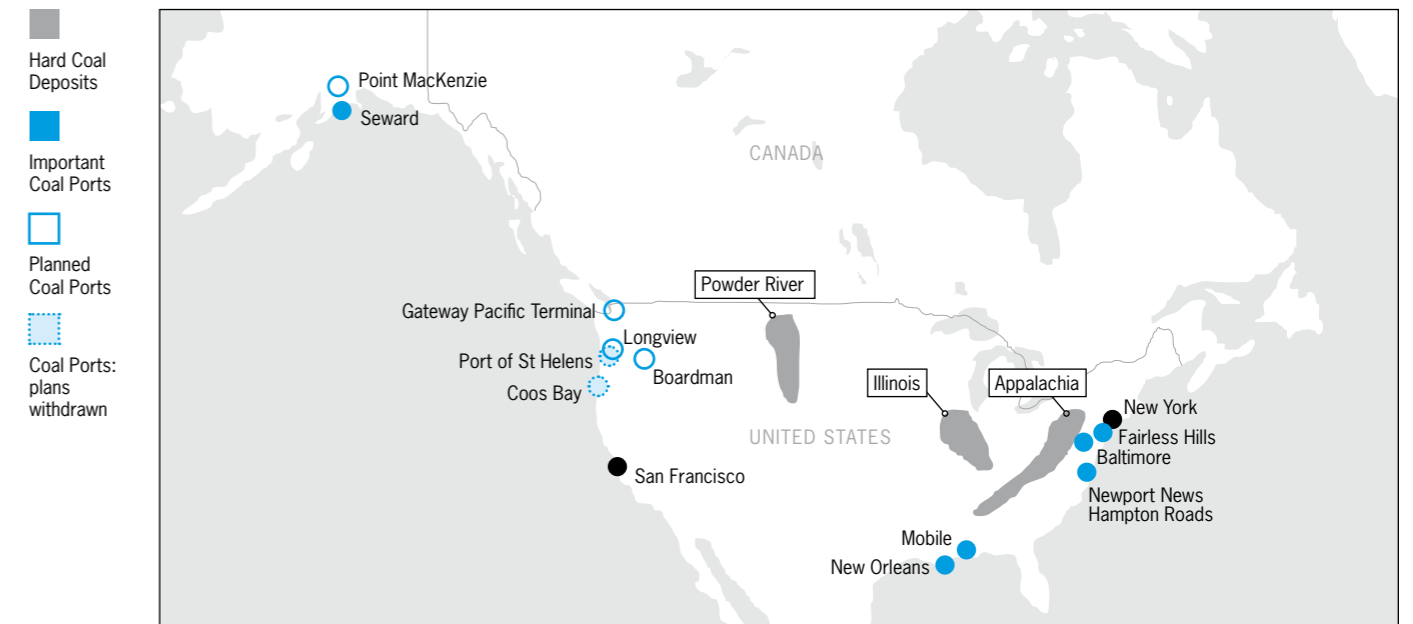 Hard Coal
Deposits
Important
Coal Ports
Planned
Coal Ports
Coal Ports:
plans
withdrawn
Point MacKenzie
Seward
CANADA
Powder River
Gateway Pacific Terminal
Longview
Port of St Helens
Boardman
Coos Bay
Illinois
Appalachia
New York
UNITED STATES
Fairless Hills
Baltimore
San Francisco
Newport News
Hampton Roads
Mobile
New Orleans